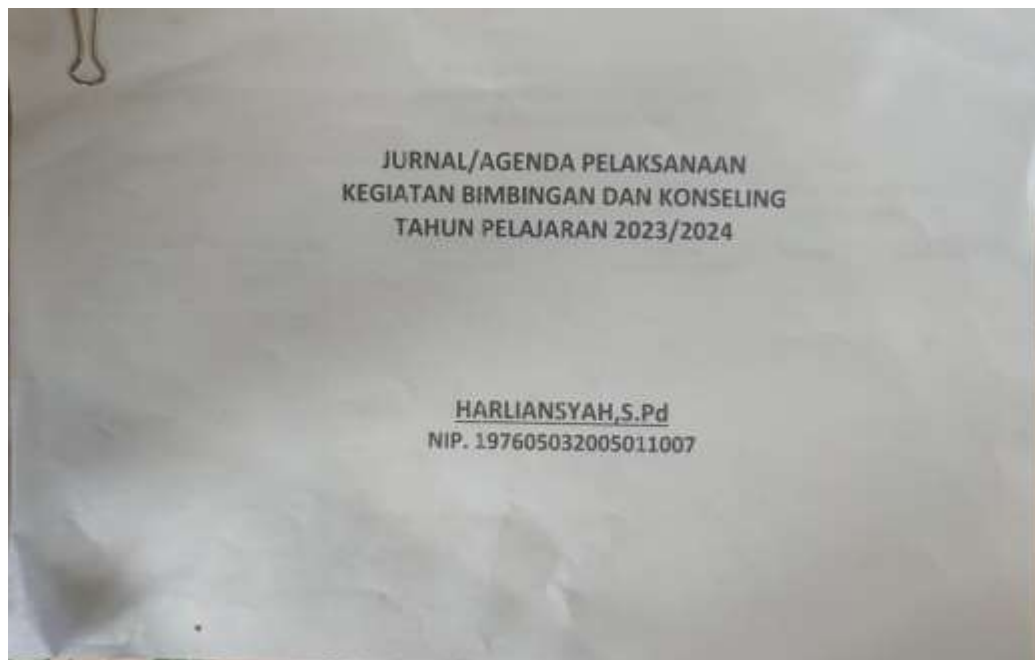 JURNAL/AGENDA PELAKSANAAN
KEGIATAN BIMBINGAN DAN KONSELING
TAHUN PELAJARAN 2023/2024
HARLIANSYAH,S.Pd
NIP. 197605032005011007